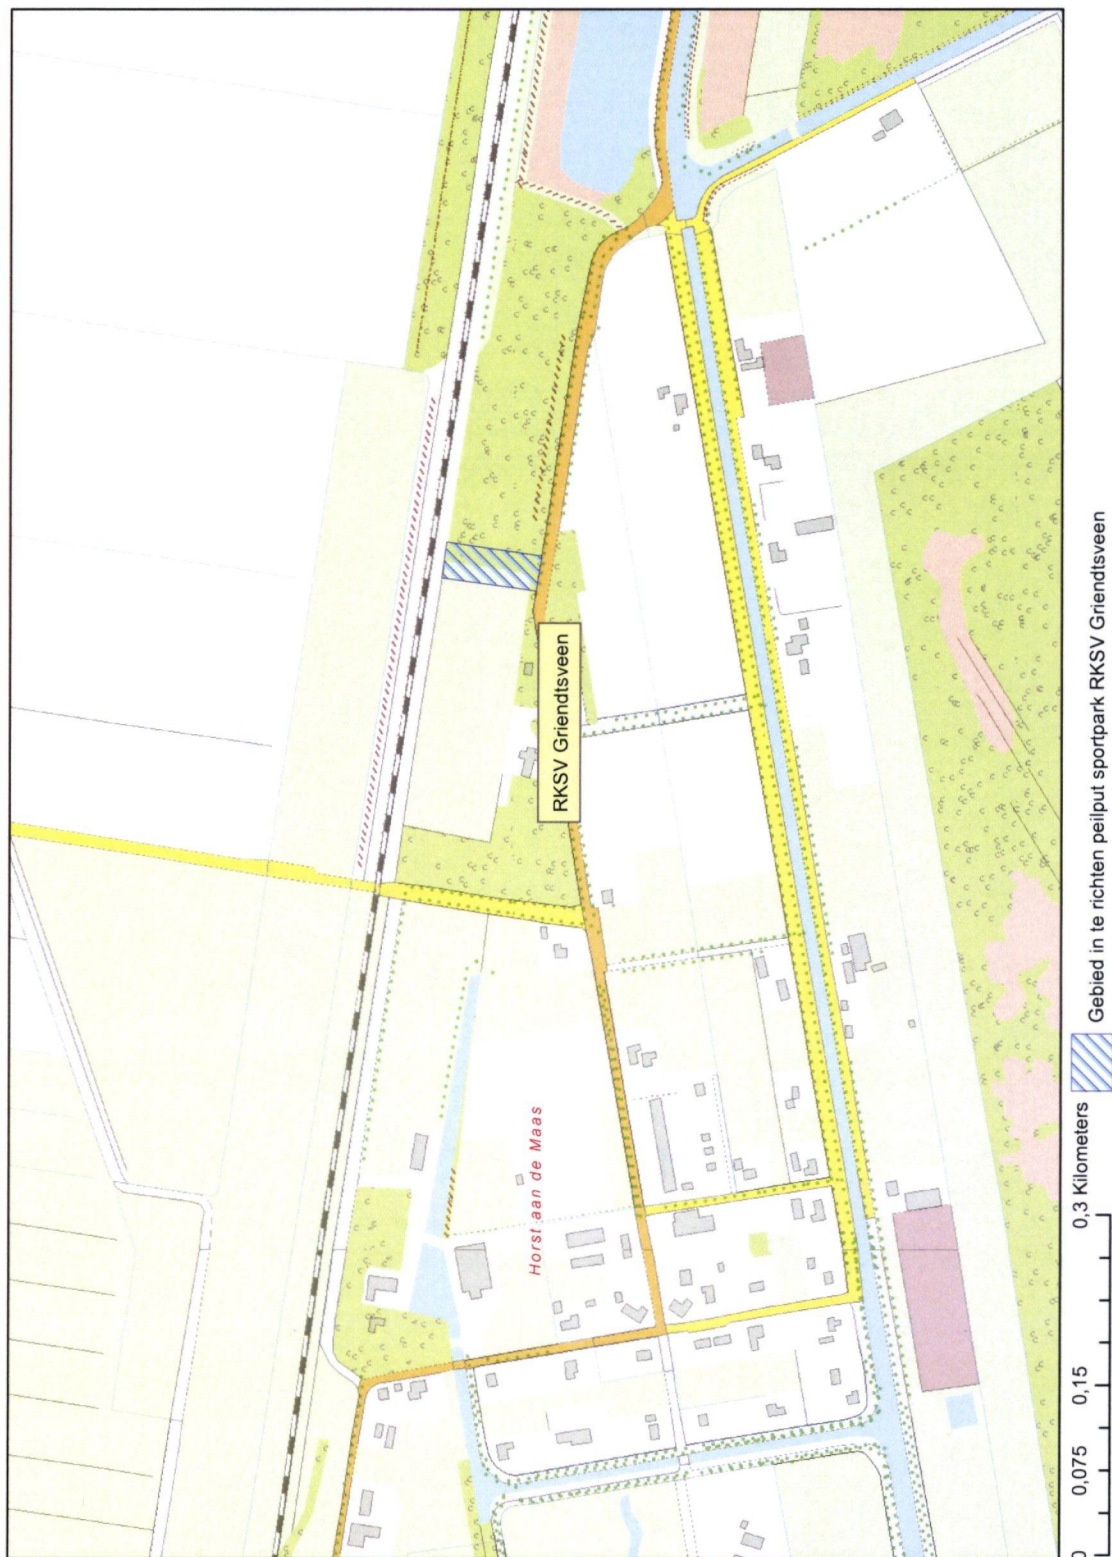 RKSV Griendtsveen
Horst aan de Maas
0 0,075 0,15 0,3 Kilometers
Gebied in te richten peilput sportpark RKSV Griendtsveen